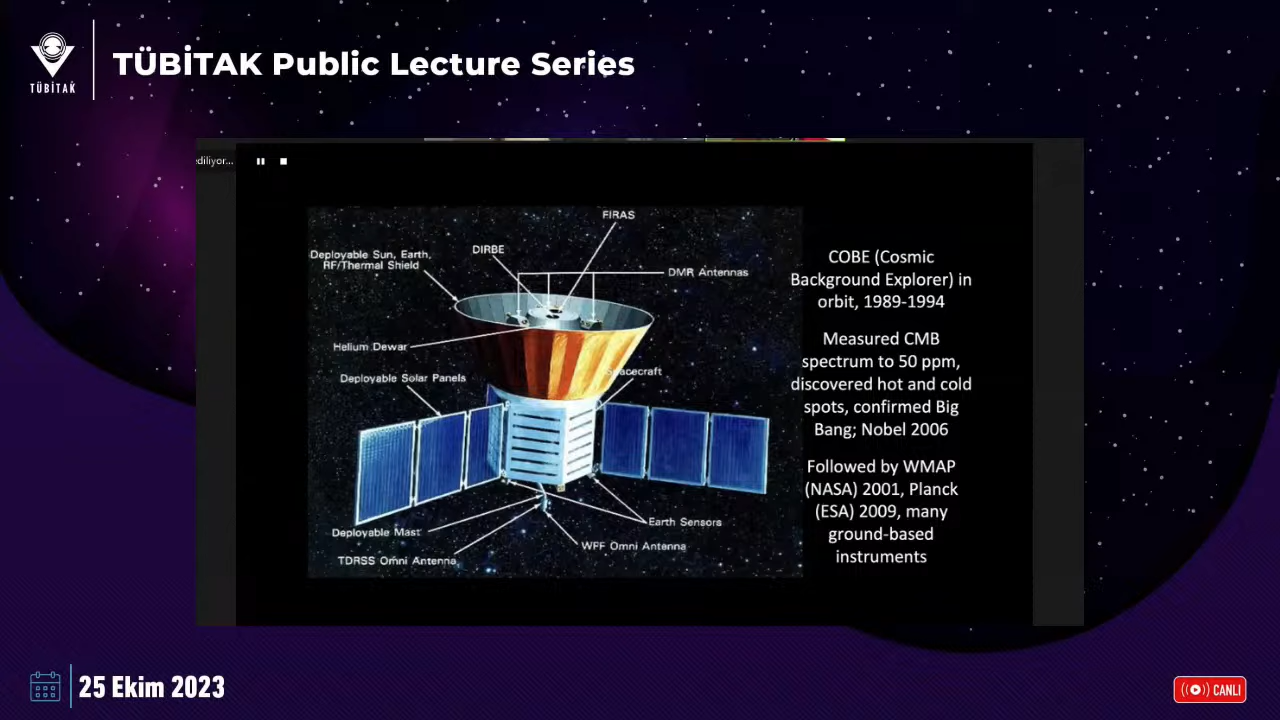 TÜBİTAK
TÜBİTAK Public Lecture Series
ediliyor...
FIRAS
DIRBE
Deployable Sun, Earth,
RF/Thermal Shield
DMR Antennas
Helium Dewar
Deployable Solar Panels
Spacecraft
Deployable Mast
TDRSS Omni Antenna
Earth Sensors
WFF Omni Antenna
COBE (Cosmic
Background Explorer) in
orbit, 1989-1994
Measured CMB
spectrum to 50 ppm,
discovered hot and cold
spots, confirmed Big
Bang; Nobel 2006
Followed by WMAP
(NASA) 2001, Planck
(ESA) 2009, many
ground-based
instruments
25 Ekim 2023
CANLI